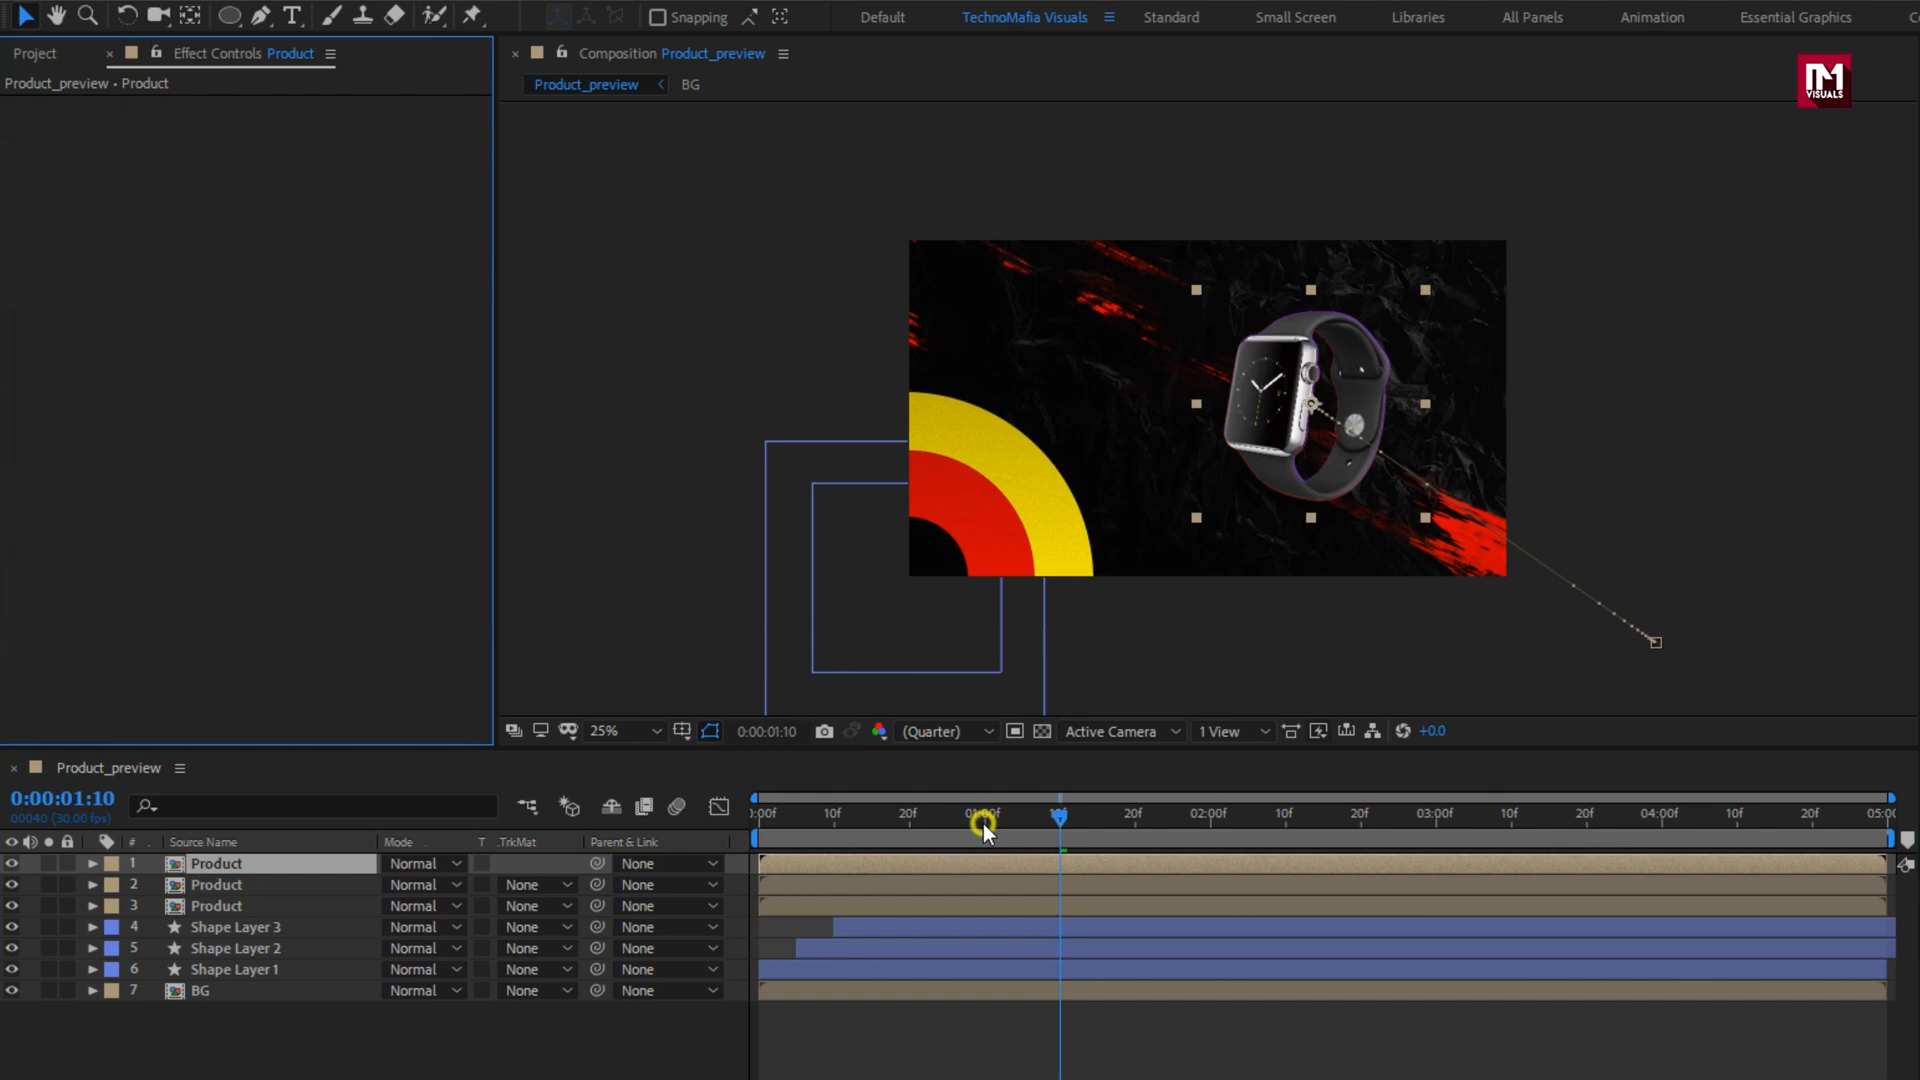 Snapping
Default
TechnoMafia Visuals
Standard
Small Screen
Libraries
All Panels
Animation
Essential Graphics
Project
× Effect Controls Product
× Composition Product_preview
Product_preview • Product
Product_preview < BG
VISUALS
25%
0:00:01:10
(Quarter)
Active Camera
1 View
+0.0
× Product_preview
0:00:01:10
00040 (30.00 fps)
:00f 10f 20f 01:00f 20f 02:00f 10f 20f 03:00f 10f 20f 04:00f 10f 20f 05:00
# Source Name Mode T .TrkMat Parent & Link
1 Product Normal None
2 Product Normal None None
3 Product Normal None None
4 Shape Layer 3 Normal None None
5 Shape Layer 2 Normal None None
6 Shape Layer 1 Normal None None
7 BG Normal None None